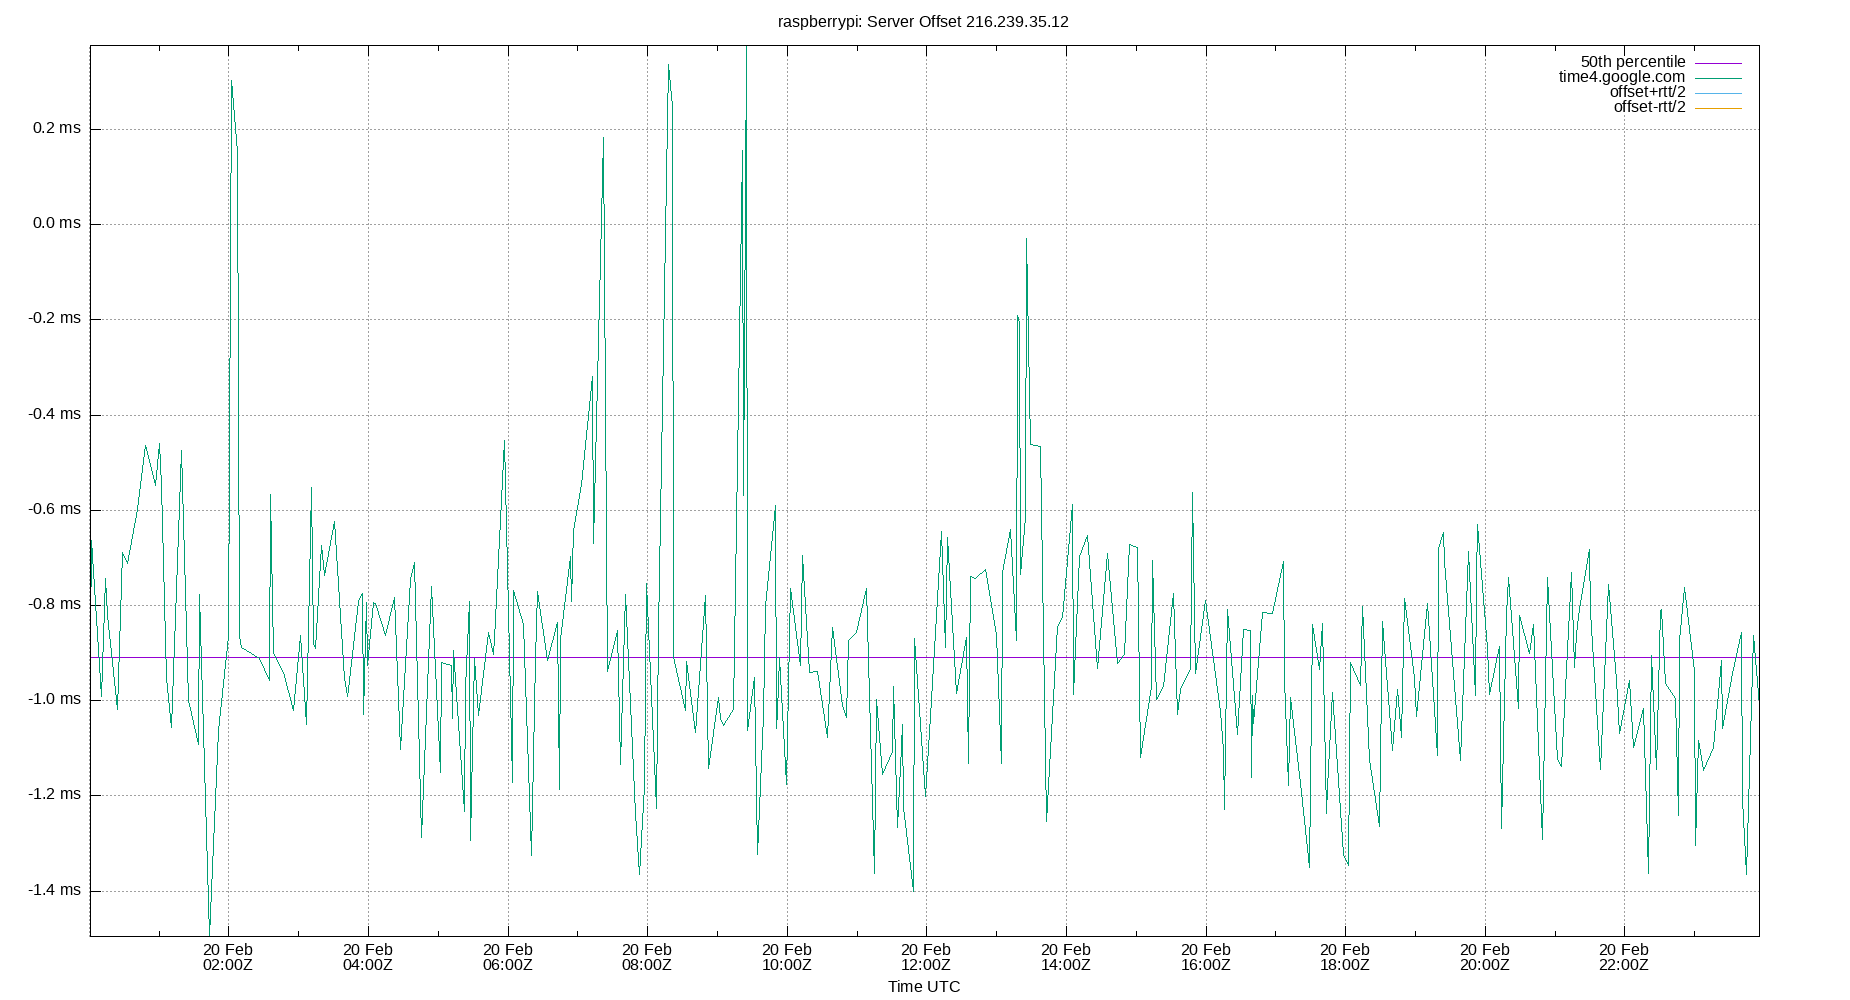 raspberrypi: Server Offset 216.239.35.12
50th percentile
time4.google.com
offset+rtt/2
offset-rtt/2
0.2 ms
0.0 ms
-0.2 ms
-0.4 ms
-0.6 ms
-0.8 ms
-1.0 ms
-1.2 ms
-1.4 ms
20 Feb 20 Feb 20 Feb 20 Feb 20 Feb 20 Feb 20 Feb 20 Feb 20 Feb 20 Feb 20 Feb
02:00Z 04:00Z 06:00Z 08:00Z 10:00Z 12:00Z 14:00Z 16:00Z 18:00Z 20:00Z 22:00Z
Time UTC